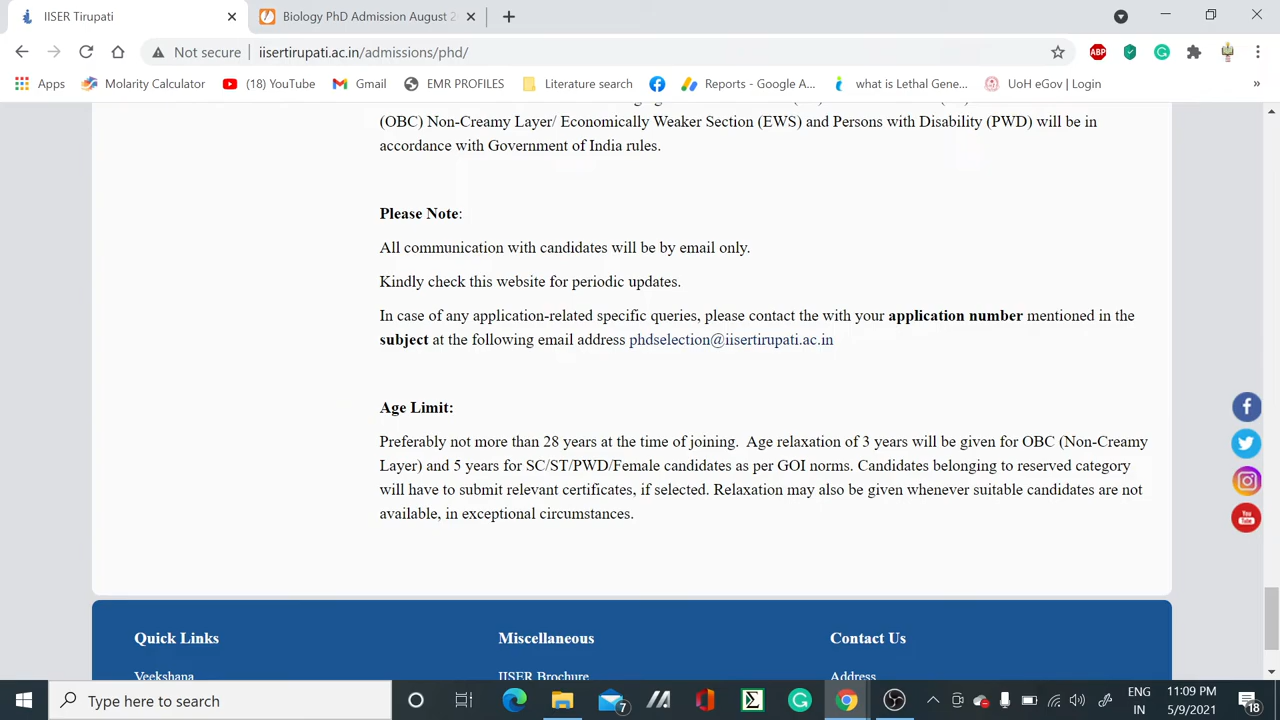 IISER Tirupati
Biology PhD Admission August 2
Not secure
iisertirupati.ac.in/admissions/phd/
ABP
Apps
Molarity Calculator
(18) YouTube
Gmail
EMR PROFILES
Literature search
Reports - Google A...
what is Lethal Gene...
UoH eGov | Login
»
(OBC) Non-Creamy Layer/ Economically Weaker Section (EWS) and Persons with Disability (PWD) will be in
accordance with Government of India rules.
Please Note:
All communication with candidates will be by email only.
Kindly check this website for periodic updates.
In case of any application-related specific queries, please contact the with your application number mentioned in the
subject at the following email address phdselection@iisertirupati.ac.in
Age Limit:
Preferably not more than 28 years at the time of joining. Age relaxation of 3 years will be given for OBC (Non-Creamy
Layer) and 5 years for SC/ST/PWD/Female candidates as per GOI norms. Candidates belonging to reserved category
will have to submit relevant certificates, if selected. Relaxation may also be given whenever suitable candidates are not
available, in exceptional circumstances.
You
Tube
Quick Links
Miscellaneous
Contact Us
Veekshana
IISER Brochure
Address
Type here to search
7
ENG
IN
11:09 PM
5/9/2021
18